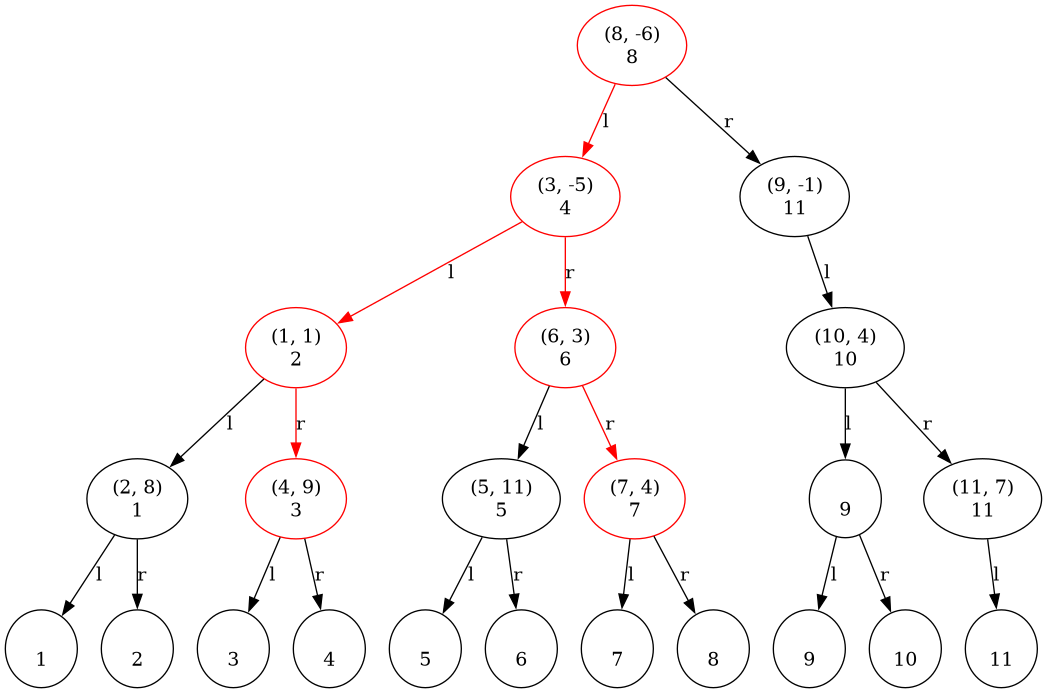 (8, -6)
8
l
r
(3, -5)
4
(9, -1)
11
l
r
l
(1, 1)
2
(6, 3)
6
(10, 4)
10
l
r
l
r
l
r
(2, 8)
1
(4, 9)
3
(5, 11)
5
(7, 4)
7
9
(11, 7)
11
l
r
l
r
l
r
l
r
l
r
l
1
2
3
4
5
6
7
8
9
10
11